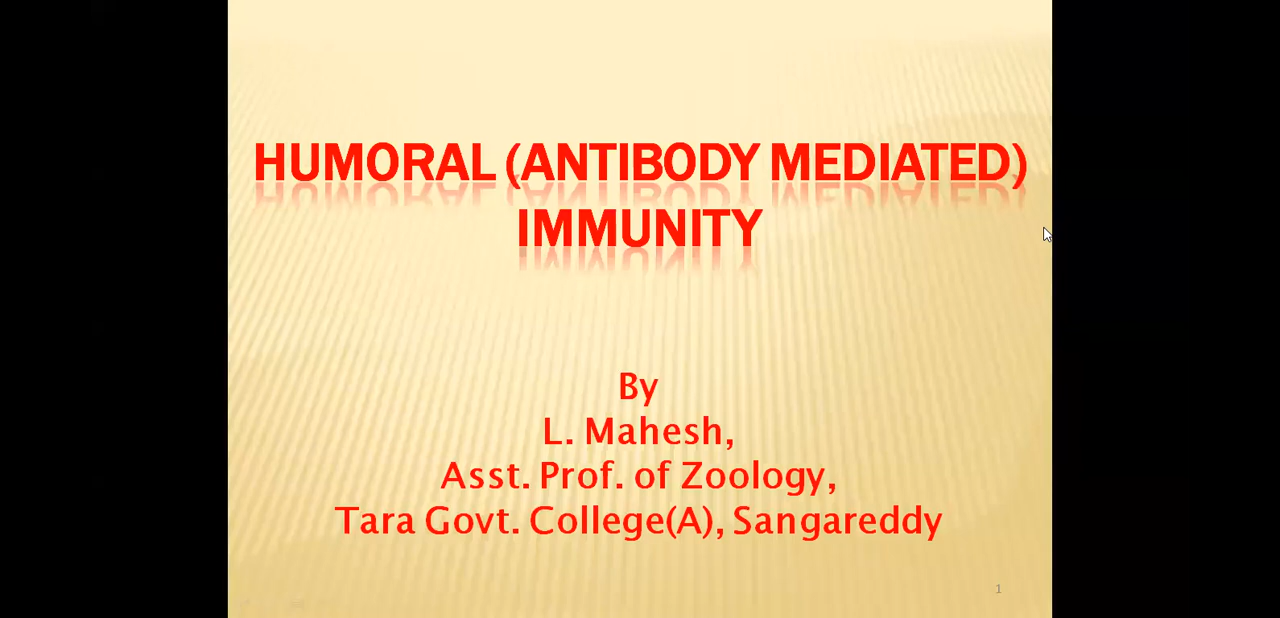 HUMORAL (ANTIBODY MEDIATED)
IMMUNITY
By
L. Mahesh,
Asst. Prof. of Zoology,
Tara Govt. College(A), Sangareddy
1